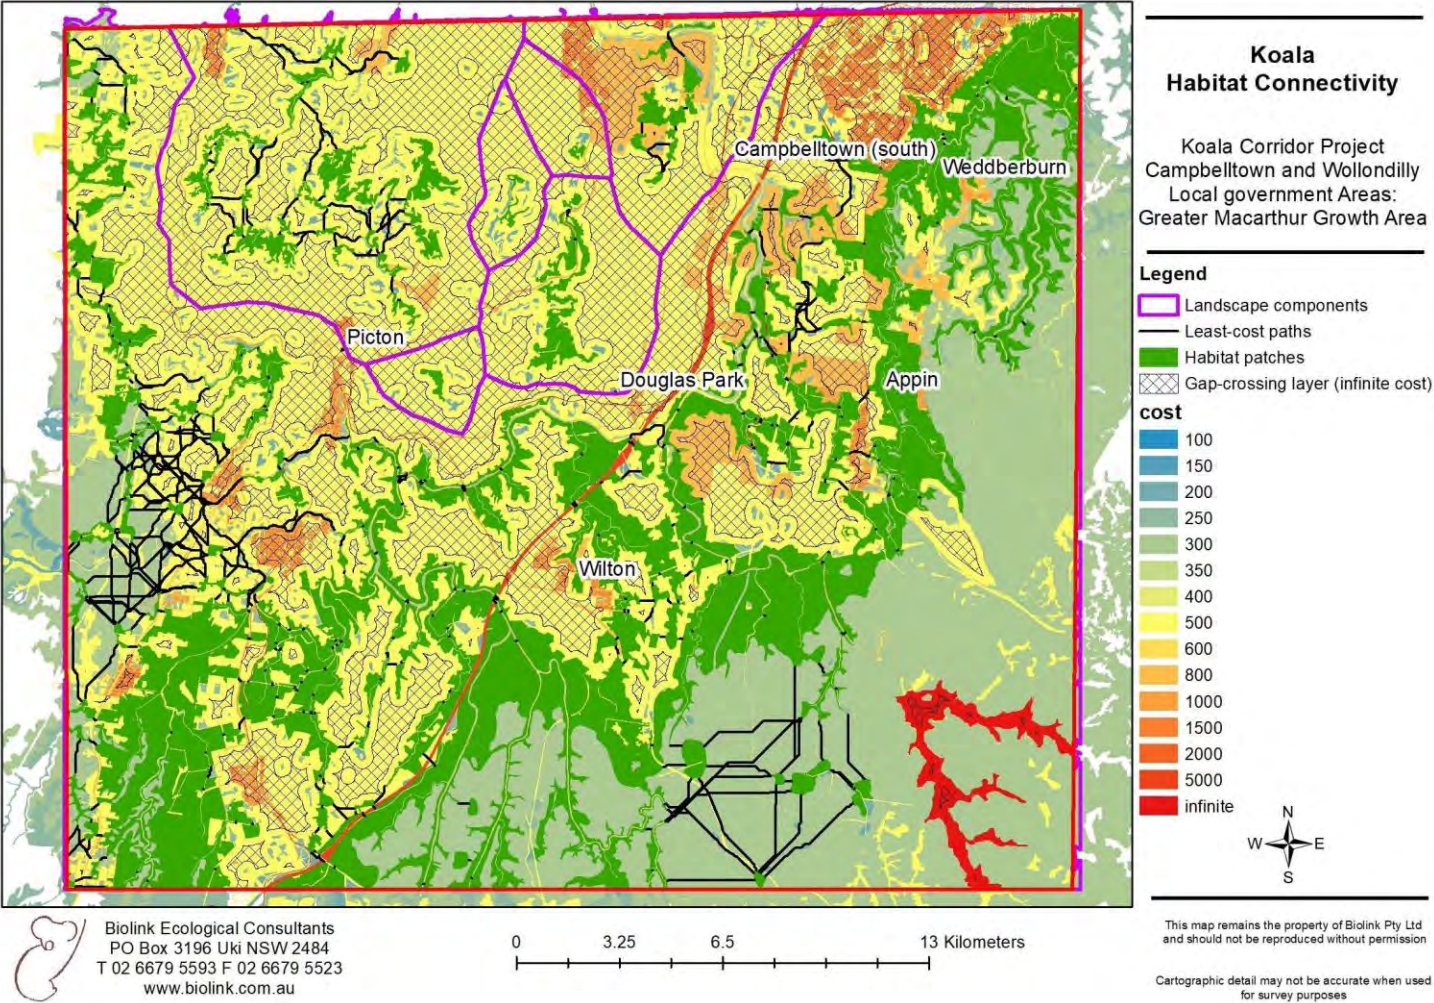 Koala
Habitat Connectivity
Koala Corridor Project
Campbelltown and Wollondilly
Local government Areas:
Greater Macarthur Growth Area
Legend
Landscape components
Least-cost paths
Habitat patches
Gap-crossing layer (infinite cost)
cost
100
150
200
250
300
350
400
500
600
800
1000
1500
2000
5000
infinite
N
W E
S
This map remains the property of Biolink Pty Ltd
and should not be reproduced without permission
Cartographic detail may not be accurate when used
for survey purposes
Campbelltown (south)
Weddberburn
Picton
Douglas Park
Appin
Wilton
Biolink Ecological Consultants
PO Box 3196 Uki NSW 2484
T 02 6679 5593 F 02 6679 5523
www.biolink.com.au
0 3.25 6.5 13 Kilometers